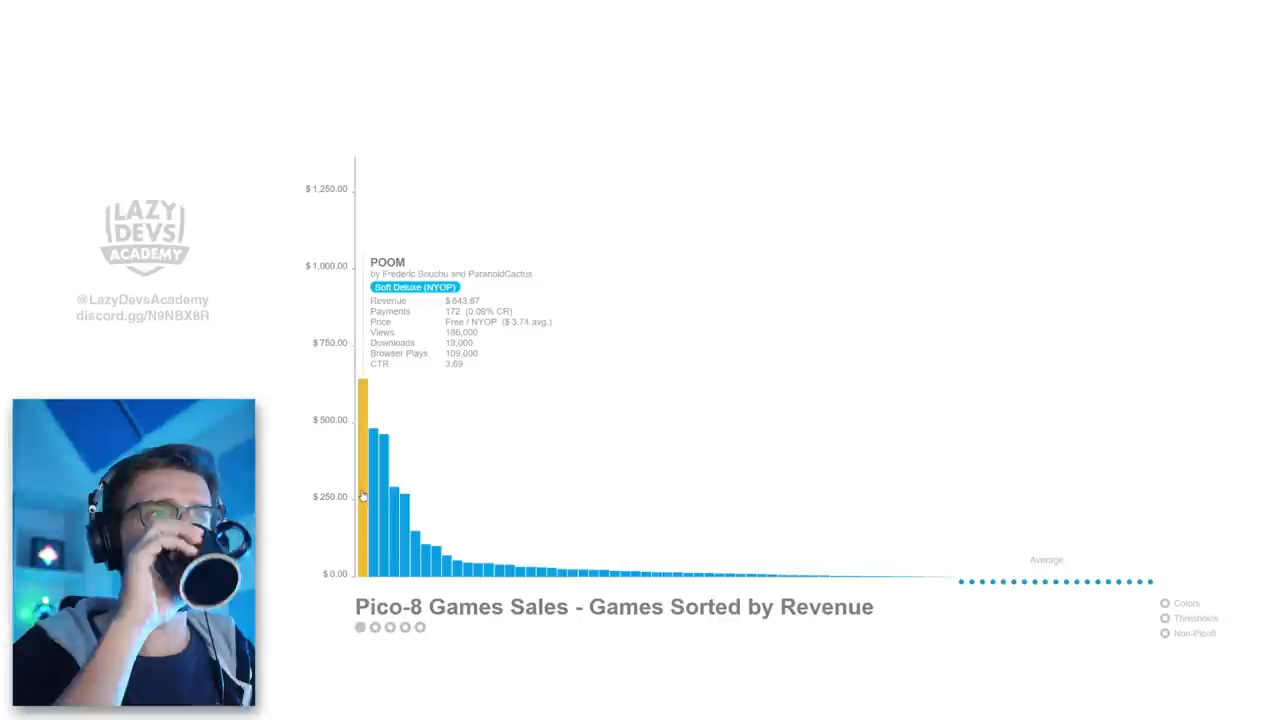 LAZY
DEVS
ACADEMY
@LazyDevsAcademy
discord.gg/N9NBX8R
$ 1,250.00
$ 1,000.00
$ 750.00
$ 500.00
$ 250.00
$ 0.00
POOM
by Frederic Bouchu and ParanoidCactus
Soft Deluxe (NYOP)
Revenue $ 643.67
Payments 172 (0.09% CR)
Price Free / NYOP ($ 3.74 avg.)
Views 186,000
Downloads 19,000
Browser Plays 109,000
CTR 3.69
Average
Pico-8 Games Sales - Games Sorted by Revenue
Colors
Thresholds
Non-Pico8